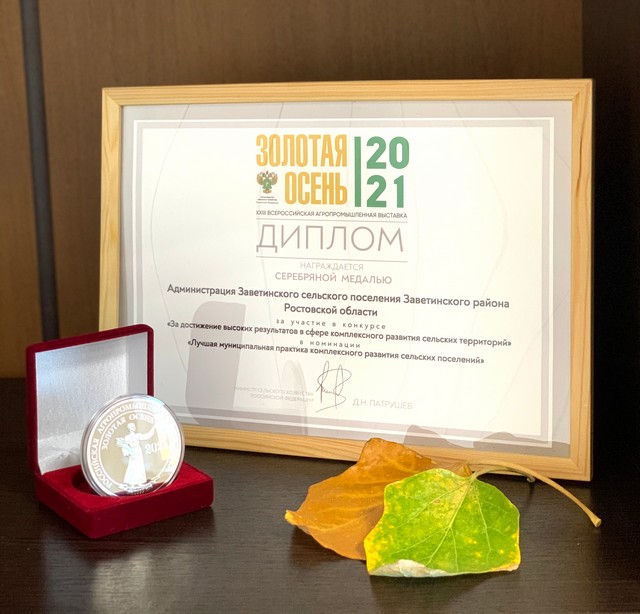 ЗОЛОТАЯ
ОСЕНЬ
20
21
XXIII ВСЕРОССИЙСКАЯ АГРОПРОМЫШЛЕННАЯ ВЫСТАВКА
ДИПЛОМ
НАГРАЖДАЕТСЯ
СЕРЕБРЯНОЙ МЕДАЛЬЮ
Администрация Заветинского сельского поселения Заветинского района
Ростовской области
за участие в конкурсе
«За достижение высоких результатов в сфере комплексного развития сельских территорий»
в номинации
«Лучшая муниципальная практика комплексного развития сельских поселений»
МИНИСТР СЕЛЬСКОГО ХОЗЯЙСТВА
РОССИЙСКОЙ ФЕДЕРАЦИИ
Д.Н. ПАТРУШЕВ
ЗОЛОТАЯ ОСЕНЬ